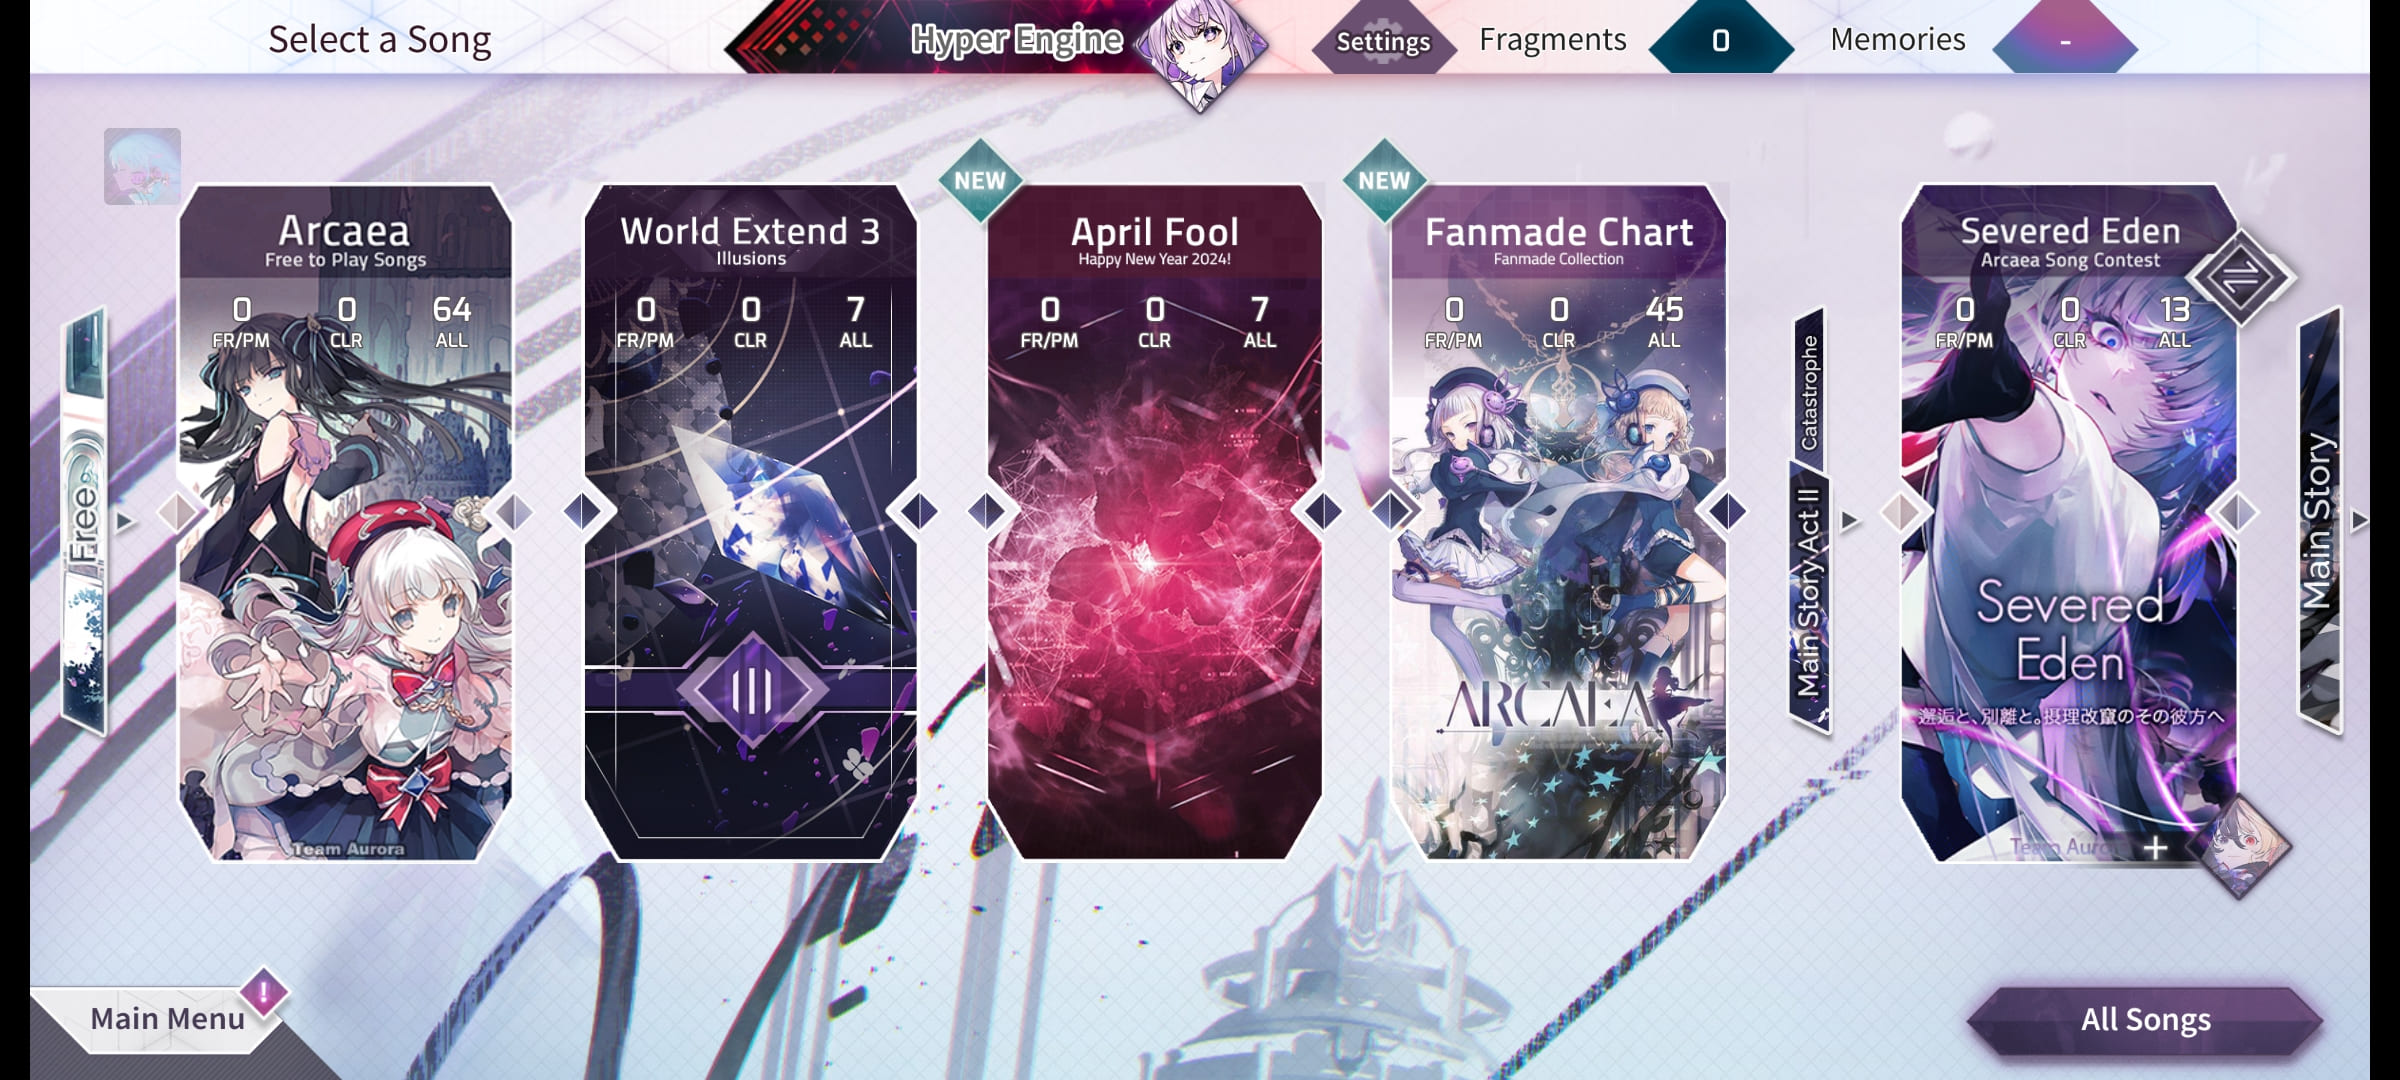 Select a Song
Hyper Engine
Settings
Fragments
0
Memories
-
Free
Arcaea
Free to Play Songs
0
FR/PM
0
CLR
64
ALL
Team Aurora
World Extend 3
Illusions
0
FR/PM
0
CLR
7
ALL
NEW
April Fool
Happy New Year 2024!
0
FR/PM
0
CLR
7
ALL
NEW
Fanmade Chart
Fanmade Collection
0
FR/PM
0
CLR
45
ALL
ARCAEA
Catastrophe
Main Story Act II
Severed Eden
Arcaea Song Contest
0
FR/PM
0
CLR
13
ALL
Severed
Eden
邂逅と、別離と。摂理改竄のその彼方へ
Team
+
Main Story
Main Menu
!
All Songs